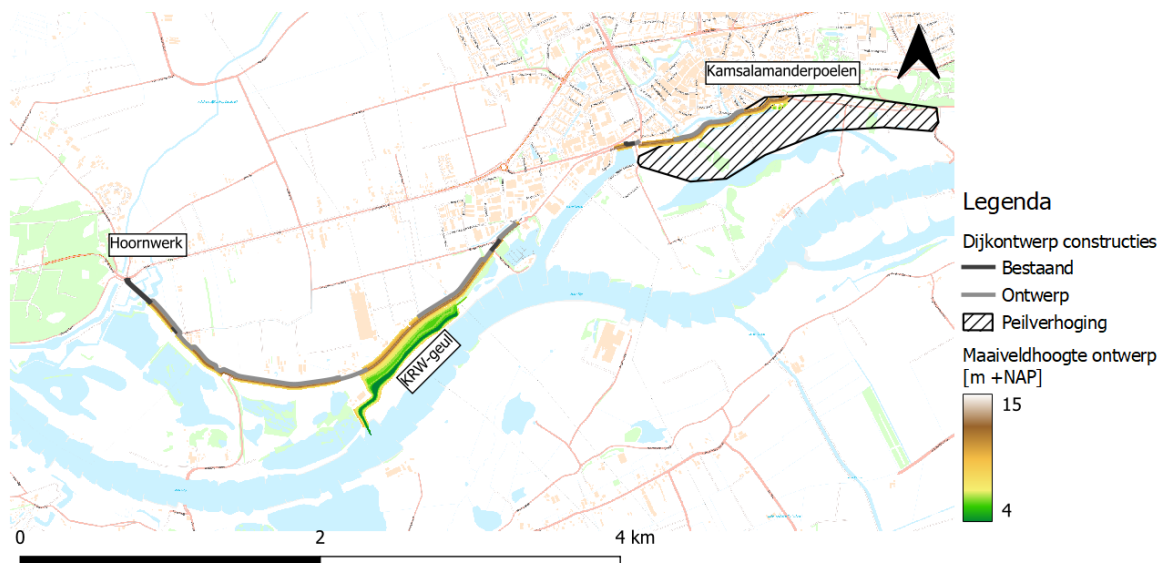 Kamsalamanderpoelen
Hoornwerk
KRW-geul
Legenda
Dijkontwerp constructies
Bestaand
Ontwerp
Peilverhoging
Maaiveldhoogte ontwerp
[m +NAP]
15
4
0
2
4 km